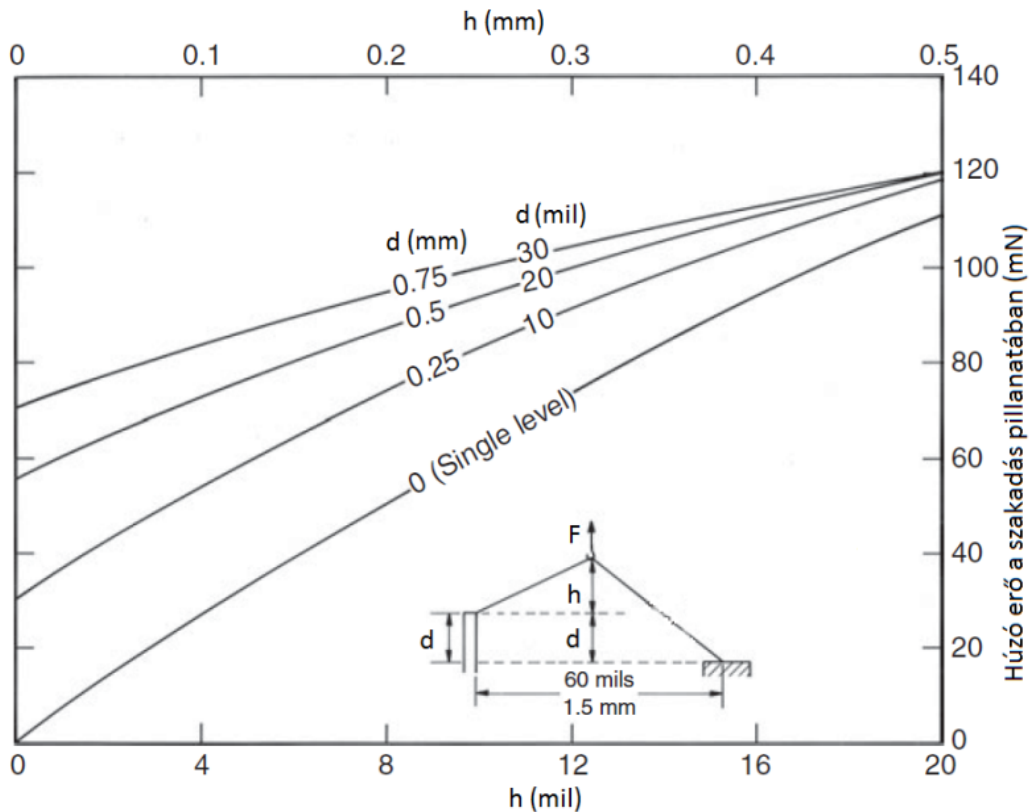 h (mm)
0 0.1 0.2 0.3 0.4 0.5
140
120
100
80
60
40
20
0
Húzó erő a szakadás pillanatában (mN)
d (mm) d (mil)
0.75 30
0.5 20
0.25 10
0 (Single level)
F
h
d d
60 mils
1.5 mm
0 4 8 12 16 20
h (mil)